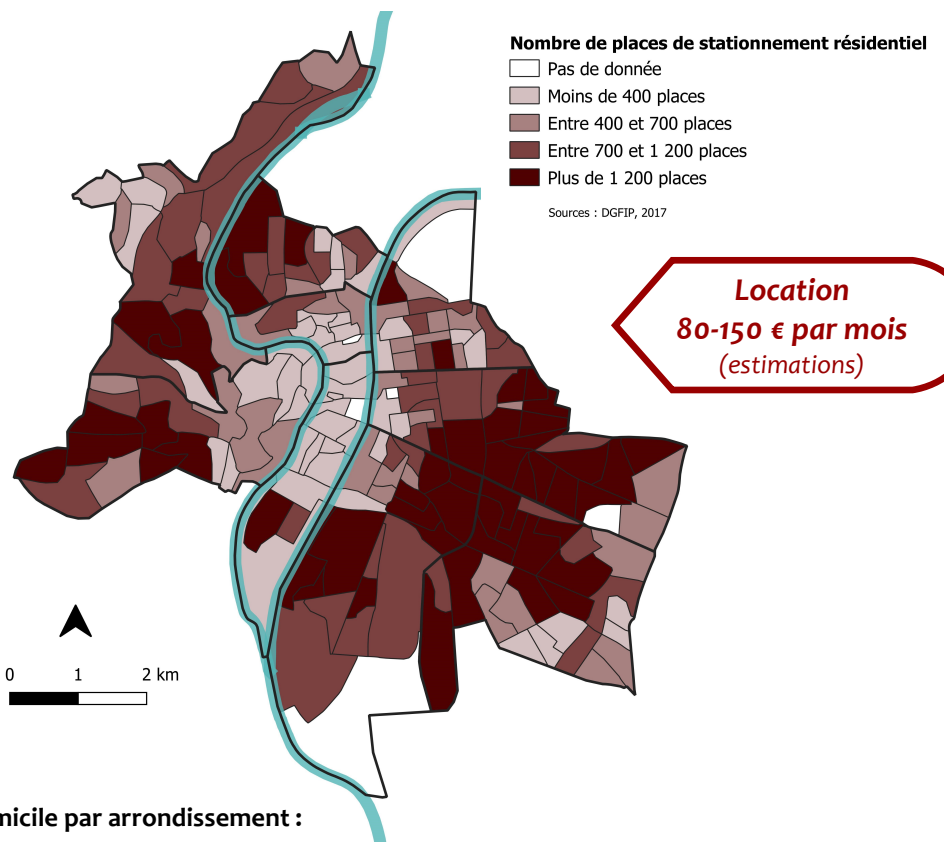 Nombre de places de stationnement résidentiel
Pas de donnée
Moins de 400 places
Entre 400 et 700 places
Entre 700 et 1 200 places
Plus de 1 200 places
Sources : DGFIP, 2017
Location
80-150 € par mois
(estimations)
0 1 2 km
micile par arrondissement :